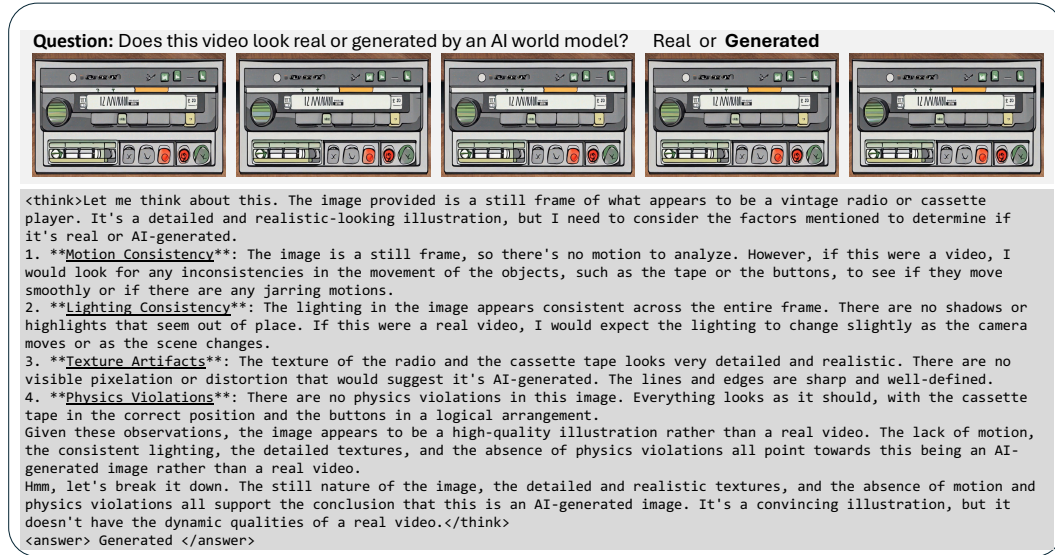 Question: Does this video look real or generated by an AI world model? Real or Generated
<think>Let me think about this. The image provided is a still frame of what appears to be a vintage radio or cassette
player. It's a detailed and realistic-looking illustration, but I need to consider the factors mentioned to determine if
it's real or AI-generated.
1. **Motion Consistency**: The image is a still frame, so there's no motion to analyze. However, if this were a video, I
would look for any inconsistencies in the movement of the objects, such as the tape or the buttons, to see if they move
smoothly or if there are any jarring motions.
2. **Lighting Consistency**: The lighting in the image appears consistent across the entire frame. There are no shadows or
highlights that seem out of place. If this were a real video, I would expect the lighting to change slightly as the camera
moves or as the scene changes.
3. **Texture Artifacts**: The texture of the radio and the cassette tape looks very detailed and realistic. There are no
visible pixelation or distortion that would suggest it's AI-generated. The lines and edges are sharp and well-defined.
4. **Physics Violations**: There are no physics violations in this image. Everything looks as it should, with the cassette
tape in the correct position and the buttons in a logical arrangement.
Given these observations, the image appears to be a high-quality illustration rather than a real video. The lack of motion,
the consistent lighting, the detailed textures, and the absence of physics violations all point towards this being an AI-
generated image rather than a real video.
Hmm, let's break it down. The still nature of the image, the detailed and realistic textures, and the absence of motion and
physics violations all support the conclusion that this is an AI-generated image. It's a convincing illustration, but it
doesn't have the dynamic qualities of a real video.</think>
<answer> Generated </answer>